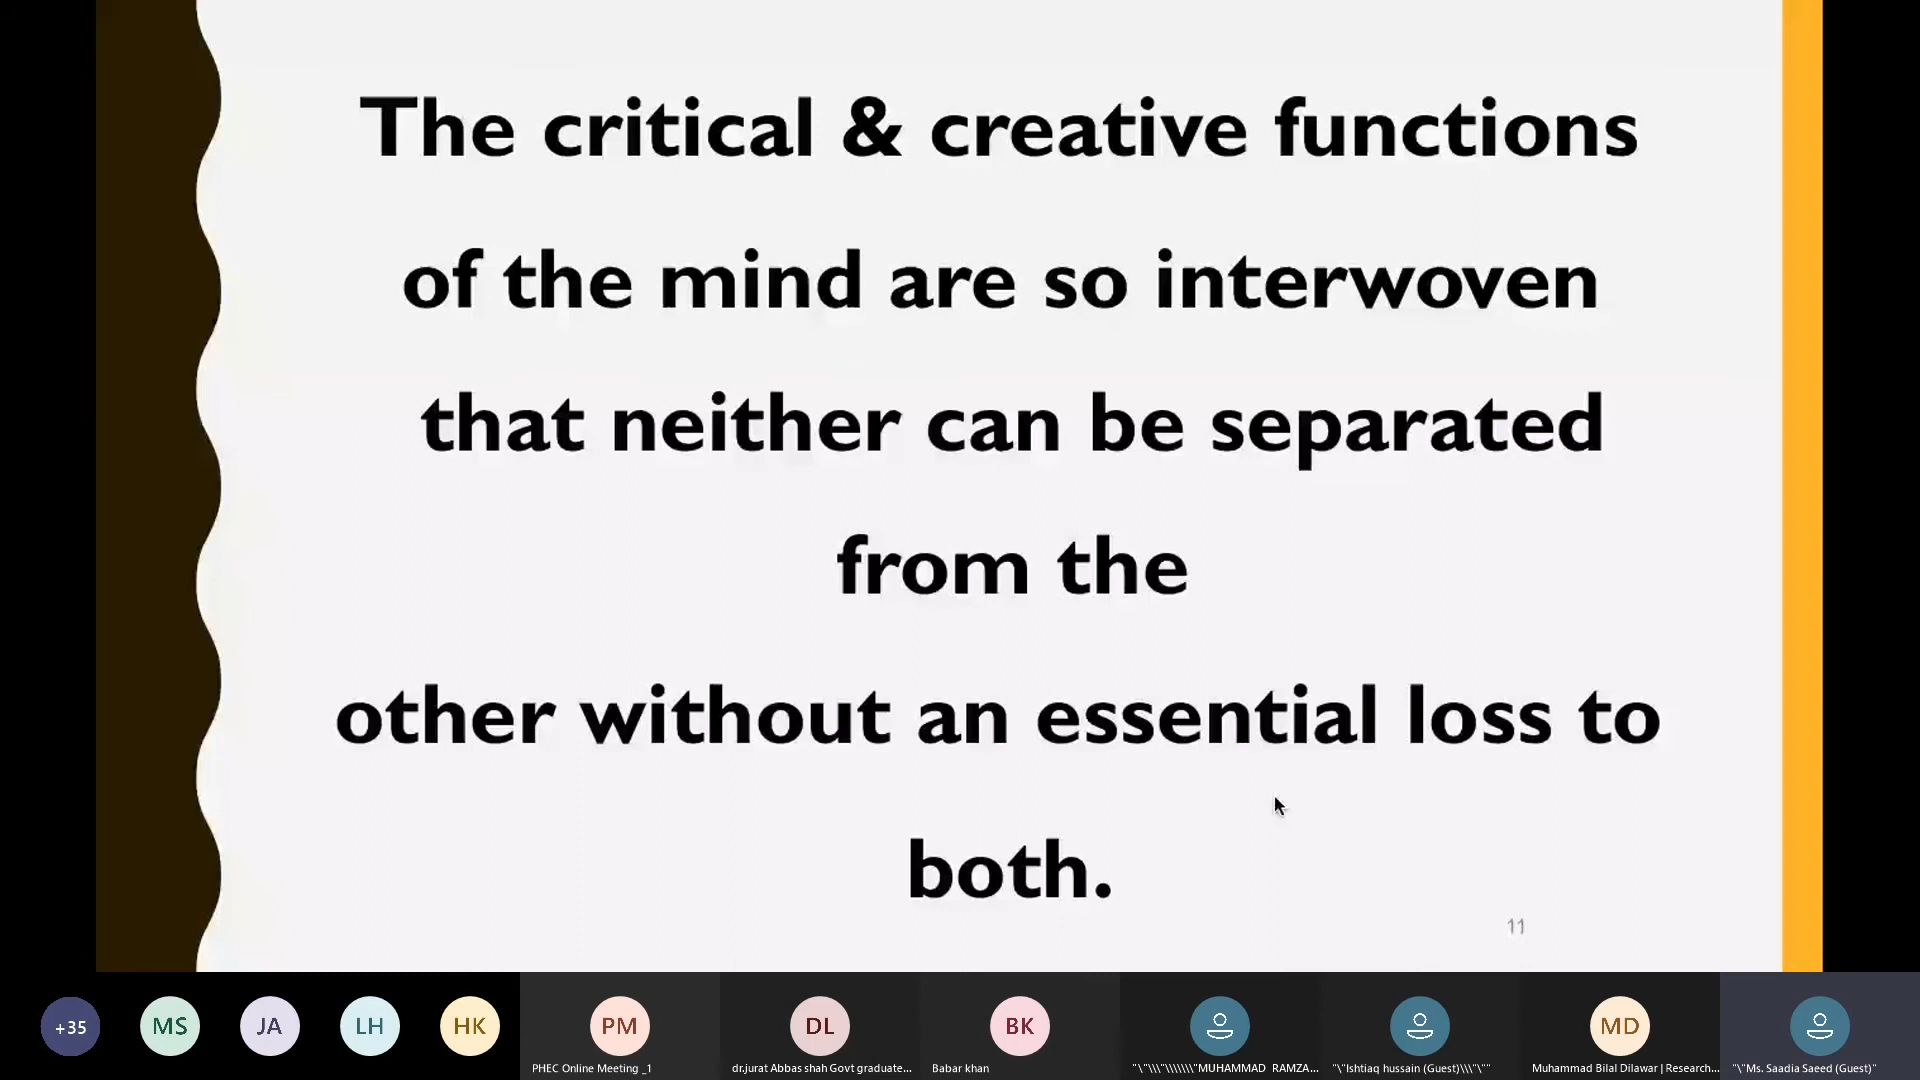 The critical & creative functions
of the mind are so interwoven
that neither can be separated
from the
other without an essential loss to
both.
11
+35
MS
JA
LH
HK
PM
DL
BK
MD
PHEC Online Meeting _1
dr.jurat Abbas shah Govt graduate...
Babar khan
"\"\\\"\\\\\\\"MUHAMMAD RAMZA...
"\"Ishtiaq hussain (Guest)\\\"\""
Muhammad Bilal Dilawar | Research...
"\"Ms. Saadia Saeed (Guest)"